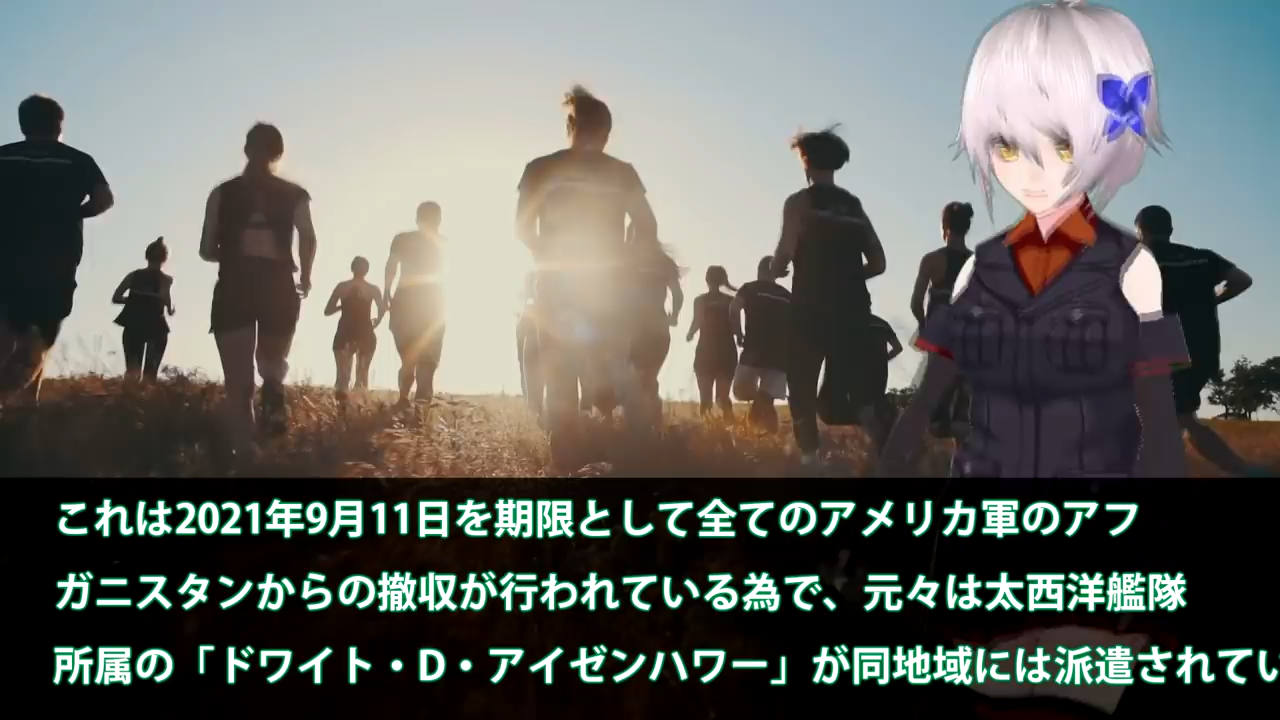 これは2021年9月11日を期限として全てのアメリカ軍のアフ
ガニスタンからの撤収が行われている為で、元々は太西洋艦隊
所属の「ドワイト・D・アイゼンハワー」が同地域には派遣されてい